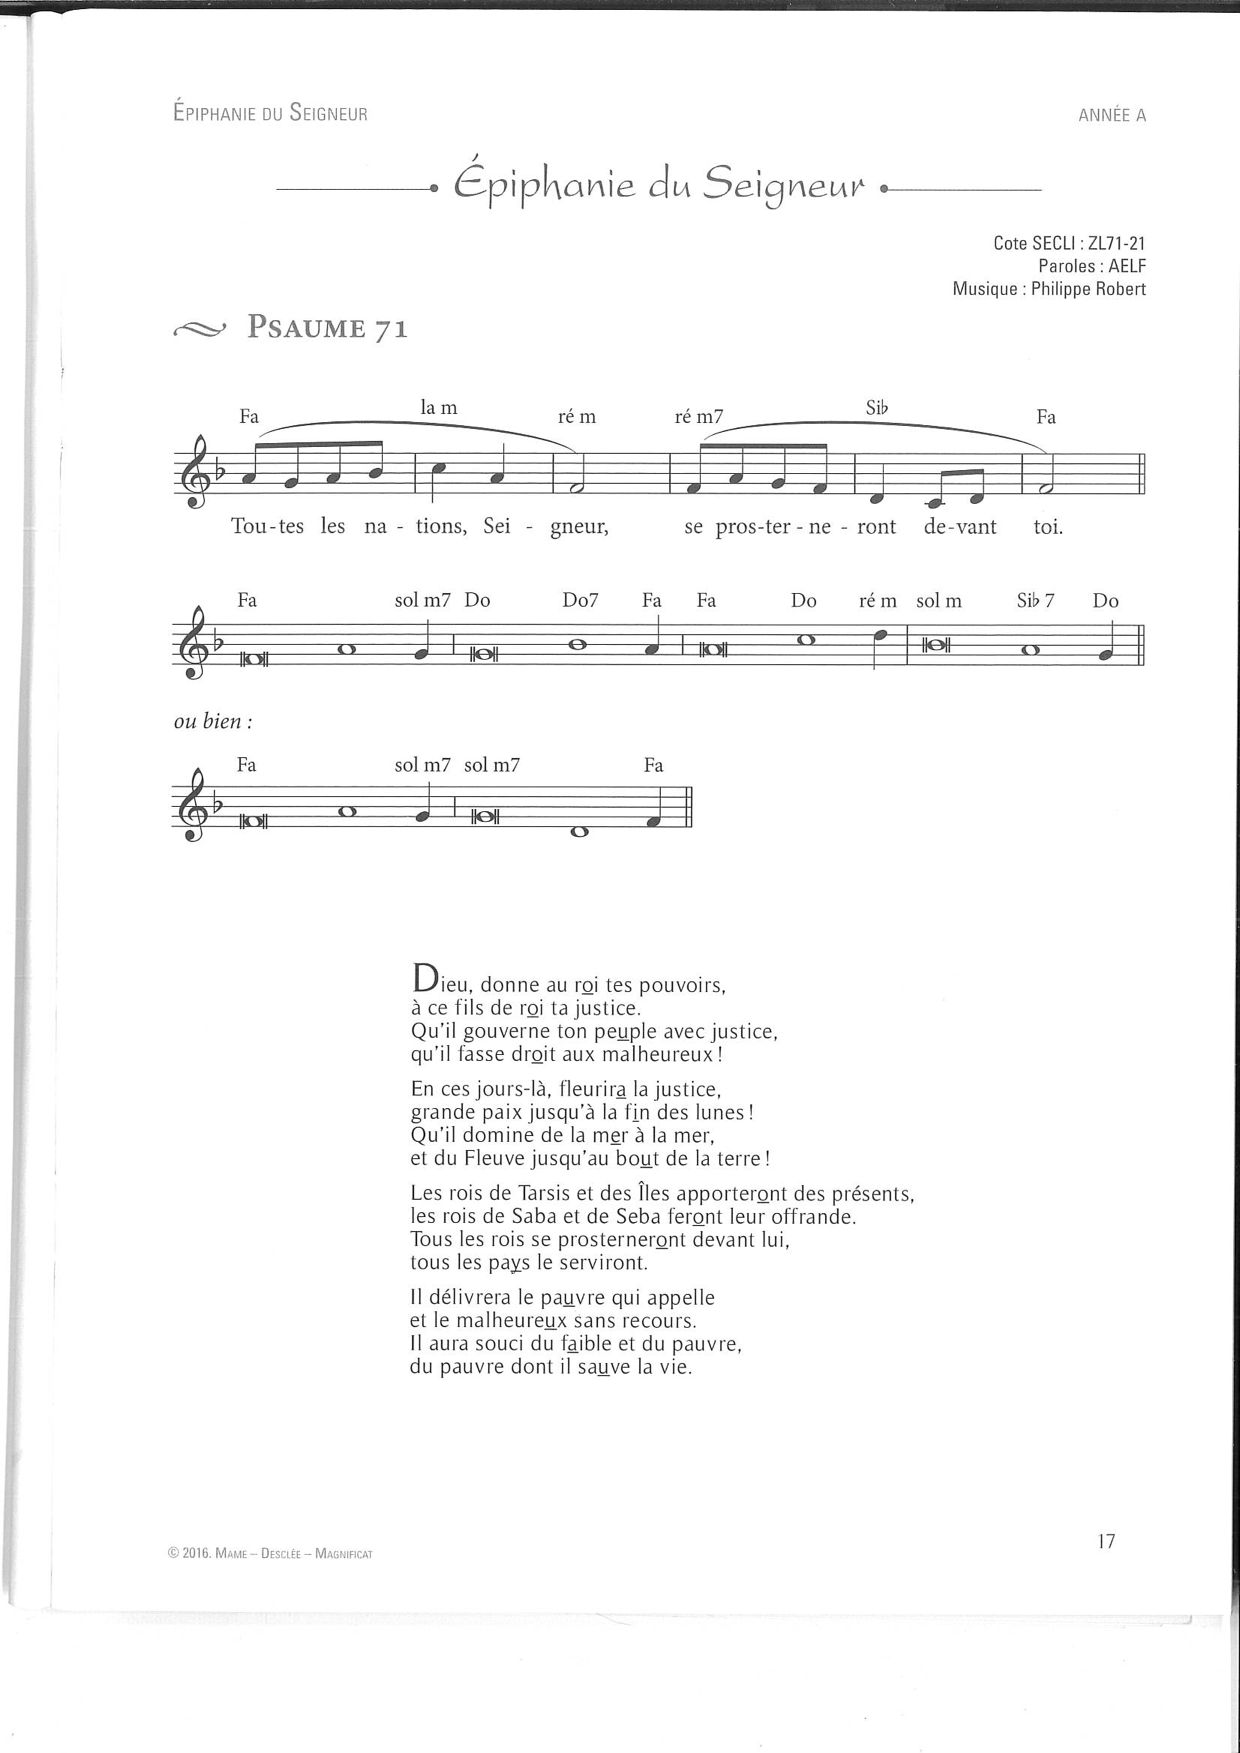 ÉPIPHANIE DU SEIGNEUR ANNÉE A
Épiphanie du Seigneur
Cote SECLI : ZL71-21
Paroles : AELF
Musique : Philippe Robert
PSAUME 71
Fa la m ré m ré m7 Si♭ Fa
Tou-tes les na - tions, Sei - gneur, se pros-ter - ne - ront de-vant toi.
Fa sol m7 Do Do7 Fa Fa Do ré m sol m Si♭ 7 Do
ou bien :
Fa sol m7 sol m7 Fa
Dieu, donne au roi tes pouvoirs,
à ce fils de roi ta justice.
Qu'il gouverne ton peuple avec justice,
qu'il fasse droit aux malheureux !
En ces jours-là, fleurira la justice,
grande paix jusqu'à la fin des lunes !
Qu'il domine de la mer à la mer,
et du Fleuve jusqu'au bout de la terre !
Les rois de Tarsis et des Îles apporteront des présents,
les rois de Saba et de Seba feront leur offrande.
Tous les rois se prosterneront devant lui,
tous les pays le serviront.
Il délivrera le pauvre qui appelle
et le malheureux sans recours.
Il aura souci du faible et du pauvre,
du pauvre dont il sauve la vie.
© 2016. MAME – DESCLÉE – MAGNIFICAT 17